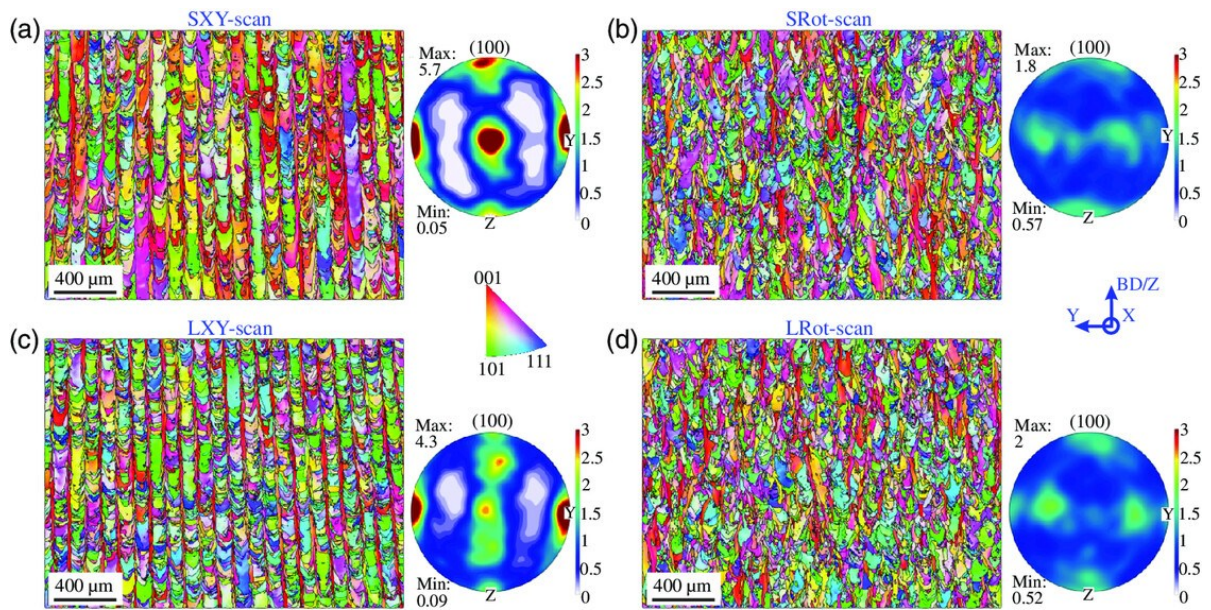 (a)
SXY-scan
Max:
5.7
(100)
Y
Min:
0.05
Z
3
2.5
2
1.5
1
0.5
0
400 µm
(b)
SRot-scan
Max:
1.8
(100)
Y
Min:
0.57
Z
3
2.5
2
1.5
1
0.5
0
400 µm
001
101
111
BD/Z
Y
X
(c)
LXY-scan
Max:
4.3
(100)
Y
Min:
0.09
Z
3
2.5
2
1.5
1
0.5
0
400 µm
(d)
LRot-scan
Max:
2
(100)
Y
Min:
0.52
Z
3
2.5
2
1.5
1
0.5
0
400 µm